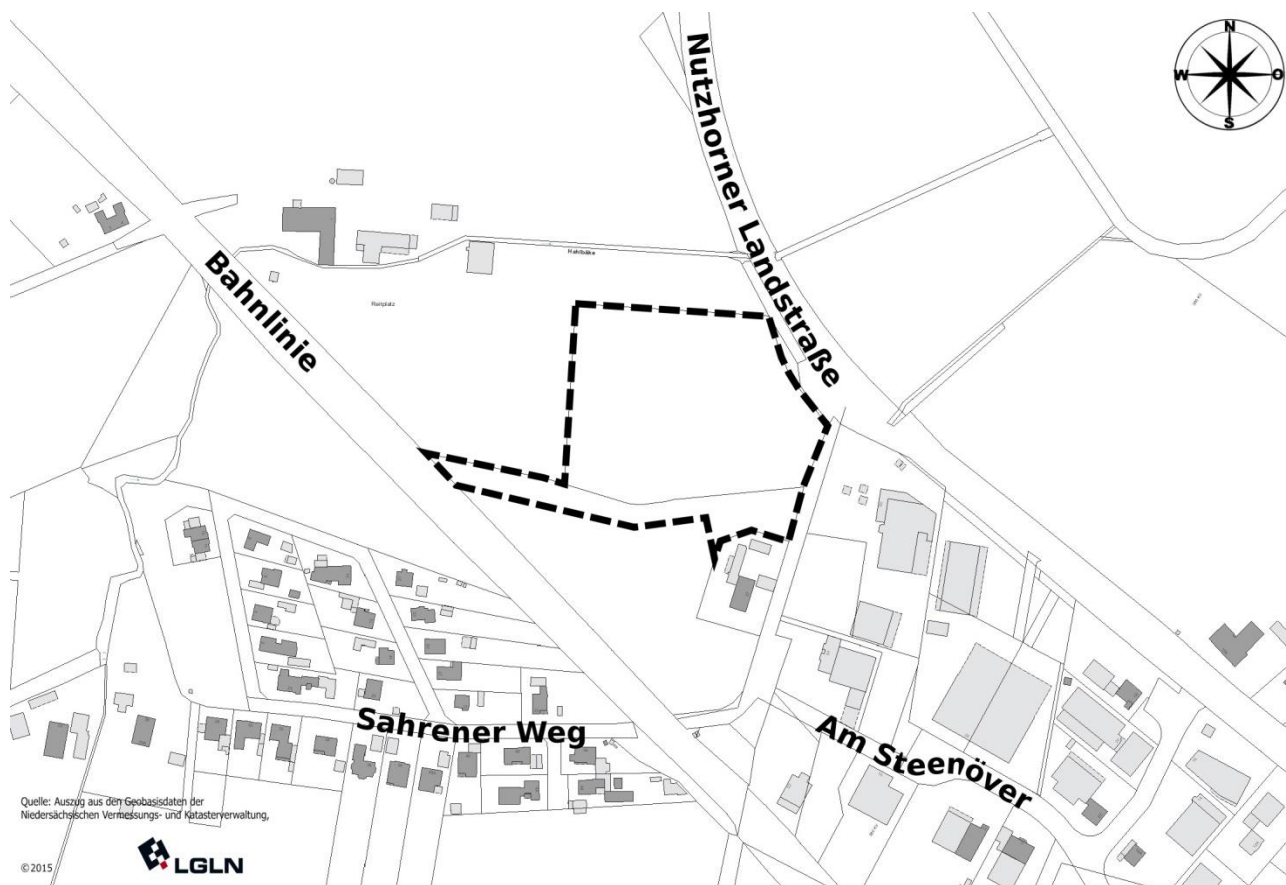 N
W
O
S
Nutzhorner Landstraße
Bahnlinie
Reitplatz
Sahrener Weg
Am Steenöver
Quelle: Auszug aus den Geobasisdaten der
Niedersächsischen Vermessungs- und Katasterverwaltung,
©2015
LGLN